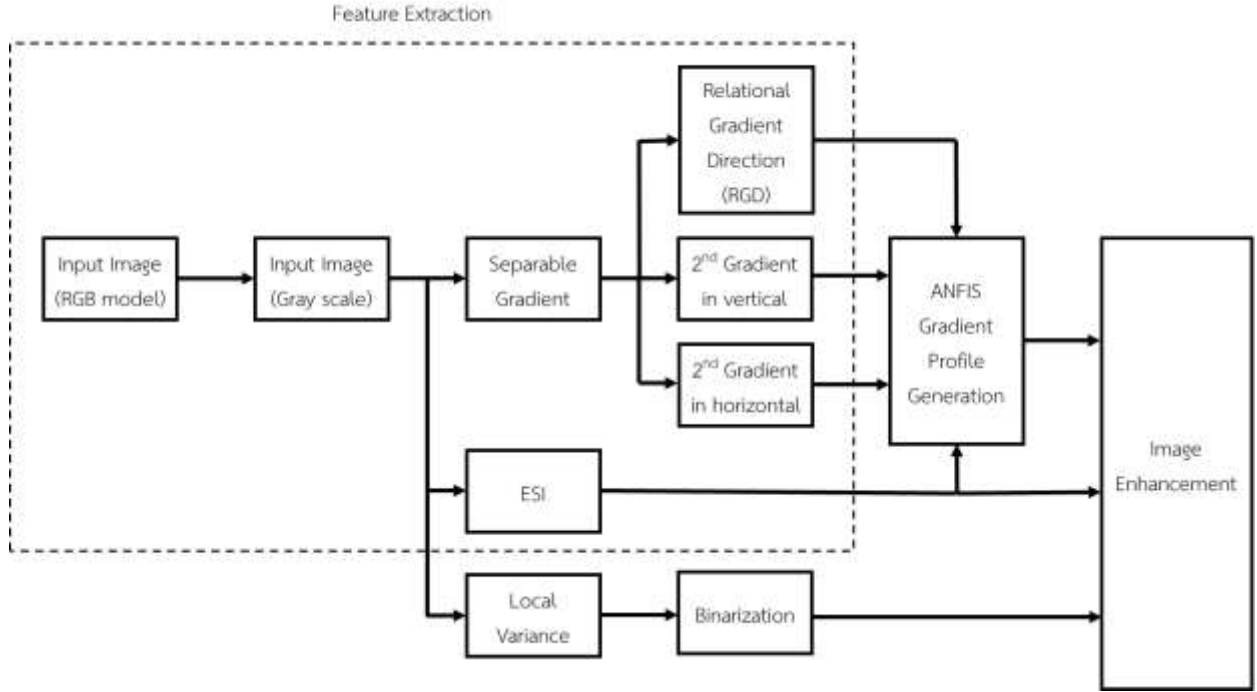 Feature Extraction
Relational
Gradient
Direction
(RGD)
Input Image
(RGB model)
Input Image
(Gray scale)
Separable
Gradient
2nd Gradient
in vertical
2nd Gradient
in horizontal
ANFIS
Gradient
Profile
Generation
ESI
Image
Enhancement
Local
Variance
Binarization